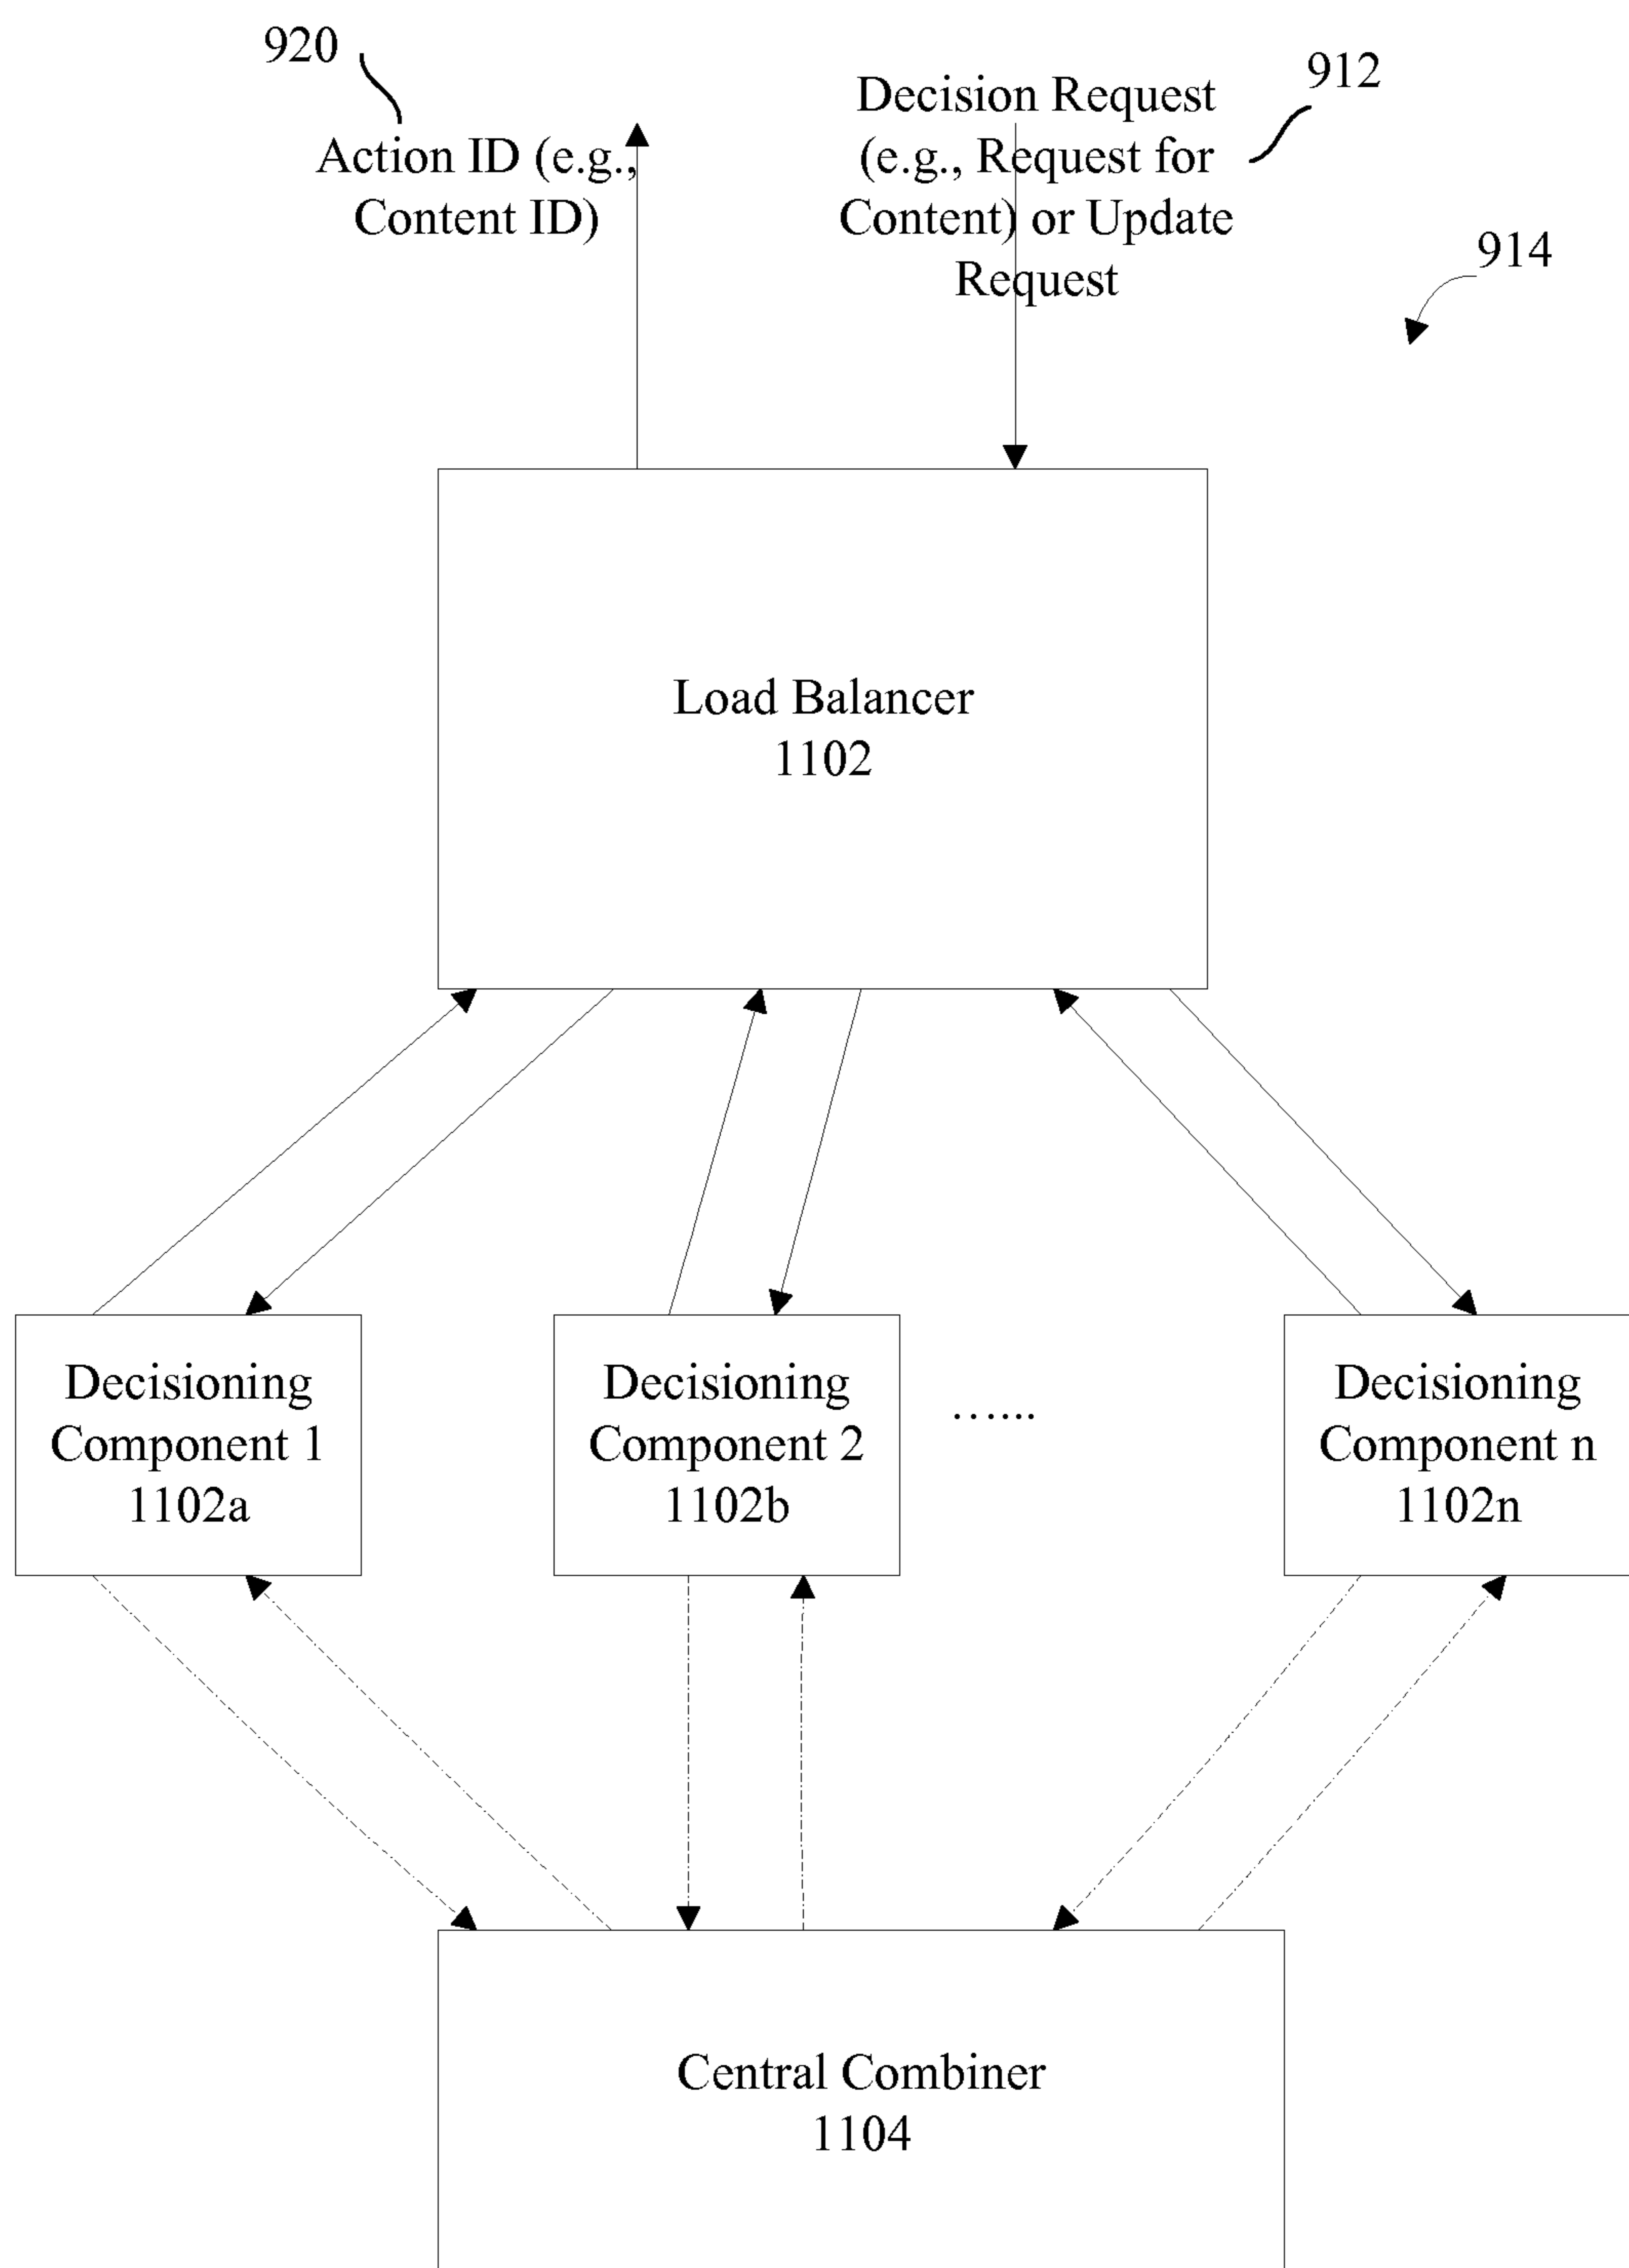 920
Action ID (e.g.,
Content ID)
912
Decision Request
(e.g., Request for
Content) or Update
Request
914
Load Balancer
1102
Decisioning
Component 1
1102a
Decisioning
Component 2
1102b
.......
Decisioning
Component n
1102n
Central Combiner
1104